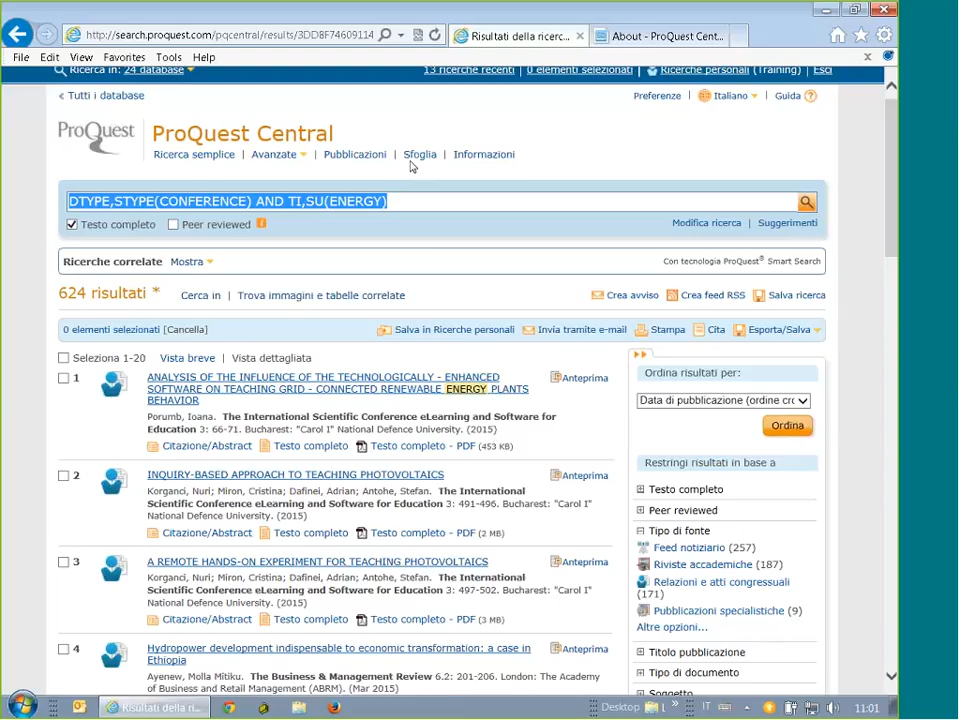 http://search.proquest.com/pqcentral/results/3DD8F74609114
Risultati della ricerc...
About - ProQuest Cent...
File Edit View Favorites Tools Help
Ricerca in: 24 database
13 ricerche recenti | 0 elementi selezionati | Ricerche personali (Training) | Esci
« Tutti i database
Preferenze | Italiano | Guida ?
ProQuest
ProQuest Central
Ricerca semplice | Avanzate | Pubblicazioni | Sfoglia | Informazioni
DTYPE,STYPE(CONFERENCE) AND TI,SU(ENERGY)
Testo completo Peer reviewed i
Modifica ricerca | Suggerimenti
Ricerche correlate Mostra
Con tecnologia ProQuest® Smart Search
624 risultati *
Cerca in | Trova immagini e tabelle correlate
Crea avviso Crea feed RSS Salva ricerca
0 elementi selezionati [Cancella]
Salva in Ricerche personali Invia tramite e-mail Stampa Cita Esporta/Salva
Seleziona 1-20 Vista breve | Vista dettagliata
1
ANALYSIS OF THE INFLUENCE OF THE TECHNOLOGICALLY - ENHANCED
SOFTWARE ON TEACHING GRID - CONNECTED RENEWABLE ENERGY PLANTS
BEHAVIOR
Anteprima
Porumb, Ioana. The International Scientific Conference eLearning and Software for
Education 3: 66-71. Bucharest: "Carol I" National Defence University. (2015)
Citazione/Abstract Testo completo Testo completo - PDF (453 KB)
2
INQUIRY-BASED APPROACH TO TEACHING PHOTOVOLTAICS
Anteprima
Korganci, Nuri; Miron, Cristina; Dafinei, Adrian; Antohe, Stefan. The International
Scientific Conference eLearning and Software for Education 3: 491-496. Bucharest: "Carol I"
National Defence University. (2015)
Citazione/Abstract Testo completo Testo completo - PDF (2 MB)
3
A REMOTE HANDS-ON EXPERIMENT FOR TEACHING PHOTOVOLTAICS
Anteprima
Korganci, Nuri; Miron, Cristina; Dafinei, Adrian; Antohe, Stefan. The International
Scientific Conference eLearning and Software for Education 3: 497-502. Bucharest: "Carol I"
National Defence University. (2015)
Citazione/Abstract Testo completo Testo completo - PDF (3 MB)
4
Hydropower development indispensable to economic transformation: a case in
Ethiopia
Anteprima
Ayenew, Molla Mitiku. The Business & Management Review 6.2: 201-206. London: The Academy
of Business and Retail Management (ABRM). (Mar 2015)
Ordina risultati per:
Data di pubblicazione (ordine crc
Ordina
Restringi risultati in base a
Testo completo
Peer reviewed
Tipo di fonte
Feed notiziario (257)
Riviste accademiche (187)
Relazioni e atti congressuali
(171)
Pubblicazioni specialistiche (9)
Altre opzioni...
Titolo pubblicazione
Tipo di documento
Soggetto
Risultati della ri...
Desktop
L
»
IT
11:01